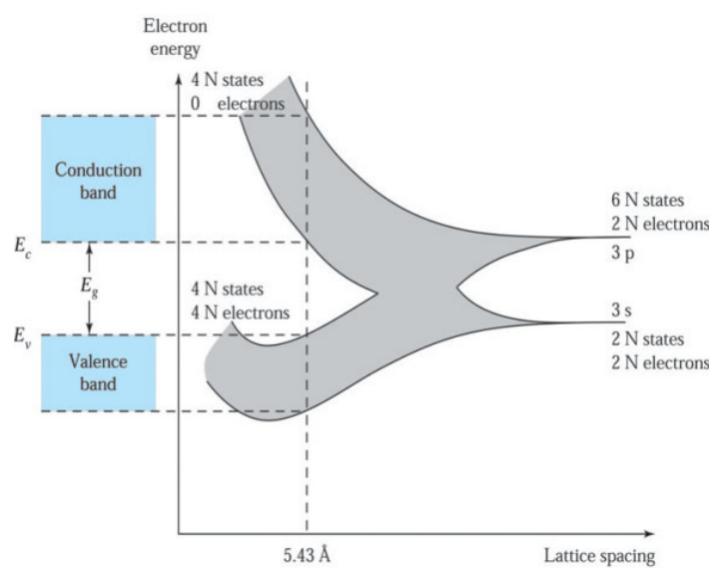 Electron
energy
4 N states
0 electrons
Conduction
band
6 N states
2 N electrons
3 p
E_c
E_g
4 N states
4 N electrons
3 s
2 N states
2 N electrons
E_v
Valence
band
5.43 Å
Lattice spacing